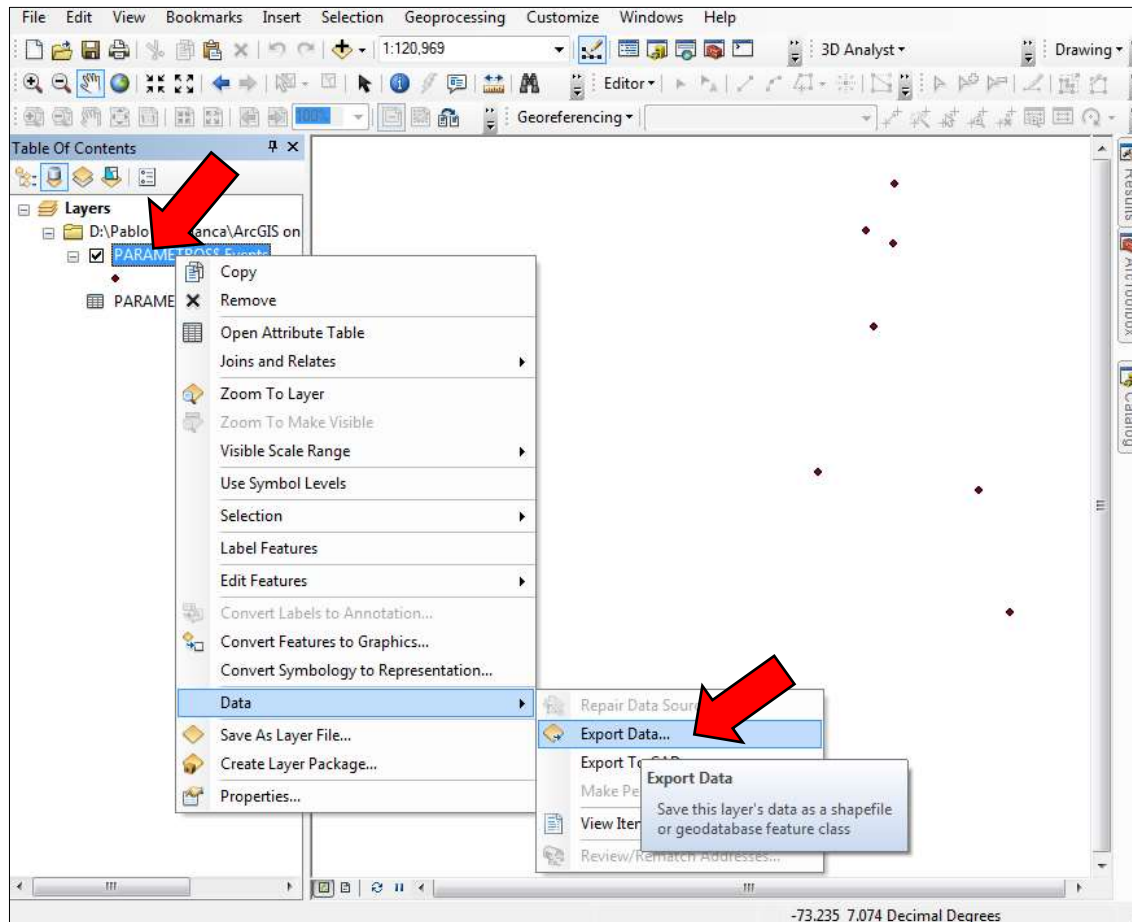 File Edit View Bookmarks Insert Selection Geoprocessing Customize Windows Help
1:120,969 3D Analyst Drawing
Editor
100% Georeferencing
Table Of Contents
Results
ArcToolbox
Catalog
Layers
D:\Pablo anca\ArcGIS on
PARAMETROS$ Events
PARAME
Copy
Remove
Open Attribute Table
Joins and Relates
Zoom To Layer
Zoom To Make Visible
Visible Scale Range
Use Symbol Levels
Selection
Label Features
Edit Features
Convert Labels to Annotation...
Convert Features to Graphics...
Convert Symbology to Representation...
Data
Save As Layer File...
Create Layer Package...
Properties...
Repair Data Sour
Export Data...
Export To CAD
Make Pe
View Iter
Review/Rematch Addresses...
Export Data
Save this layer's data as a shapefile
or geodatabase feature class
-73.235 7.074 Decimal Degrees